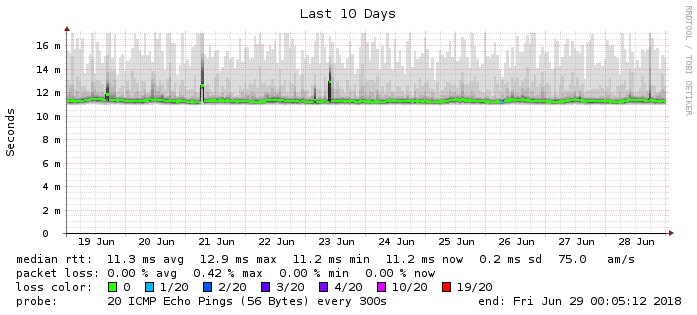 Last 10 Days
RRDTOOL / TOBI OETIKER
Seconds
16 m
14 m
12 m
10 m
8 m
6 m
4 m
2 m
0
19 Jun 20 Jun 21 Jun 22 Jun 23 Jun 24 Jun 25 Jun 26 Jun 27 Jun 28 Jun
median rtt: 11.3 ms avg 12.9 ms max 11.2 ms min 11.2 ms now 0.2 ms sd 75.0 am/s
packet loss: 0.00 % avg 0.42 % max 0.00 % min 0.00 % now
loss color: 0 1/20 2/20 3/20 4/20 10/20 19/20
probe: 20 ICMP Echo Pings (56 Bytes) every 300s end: Fri Jun 29 00:05:12 2018